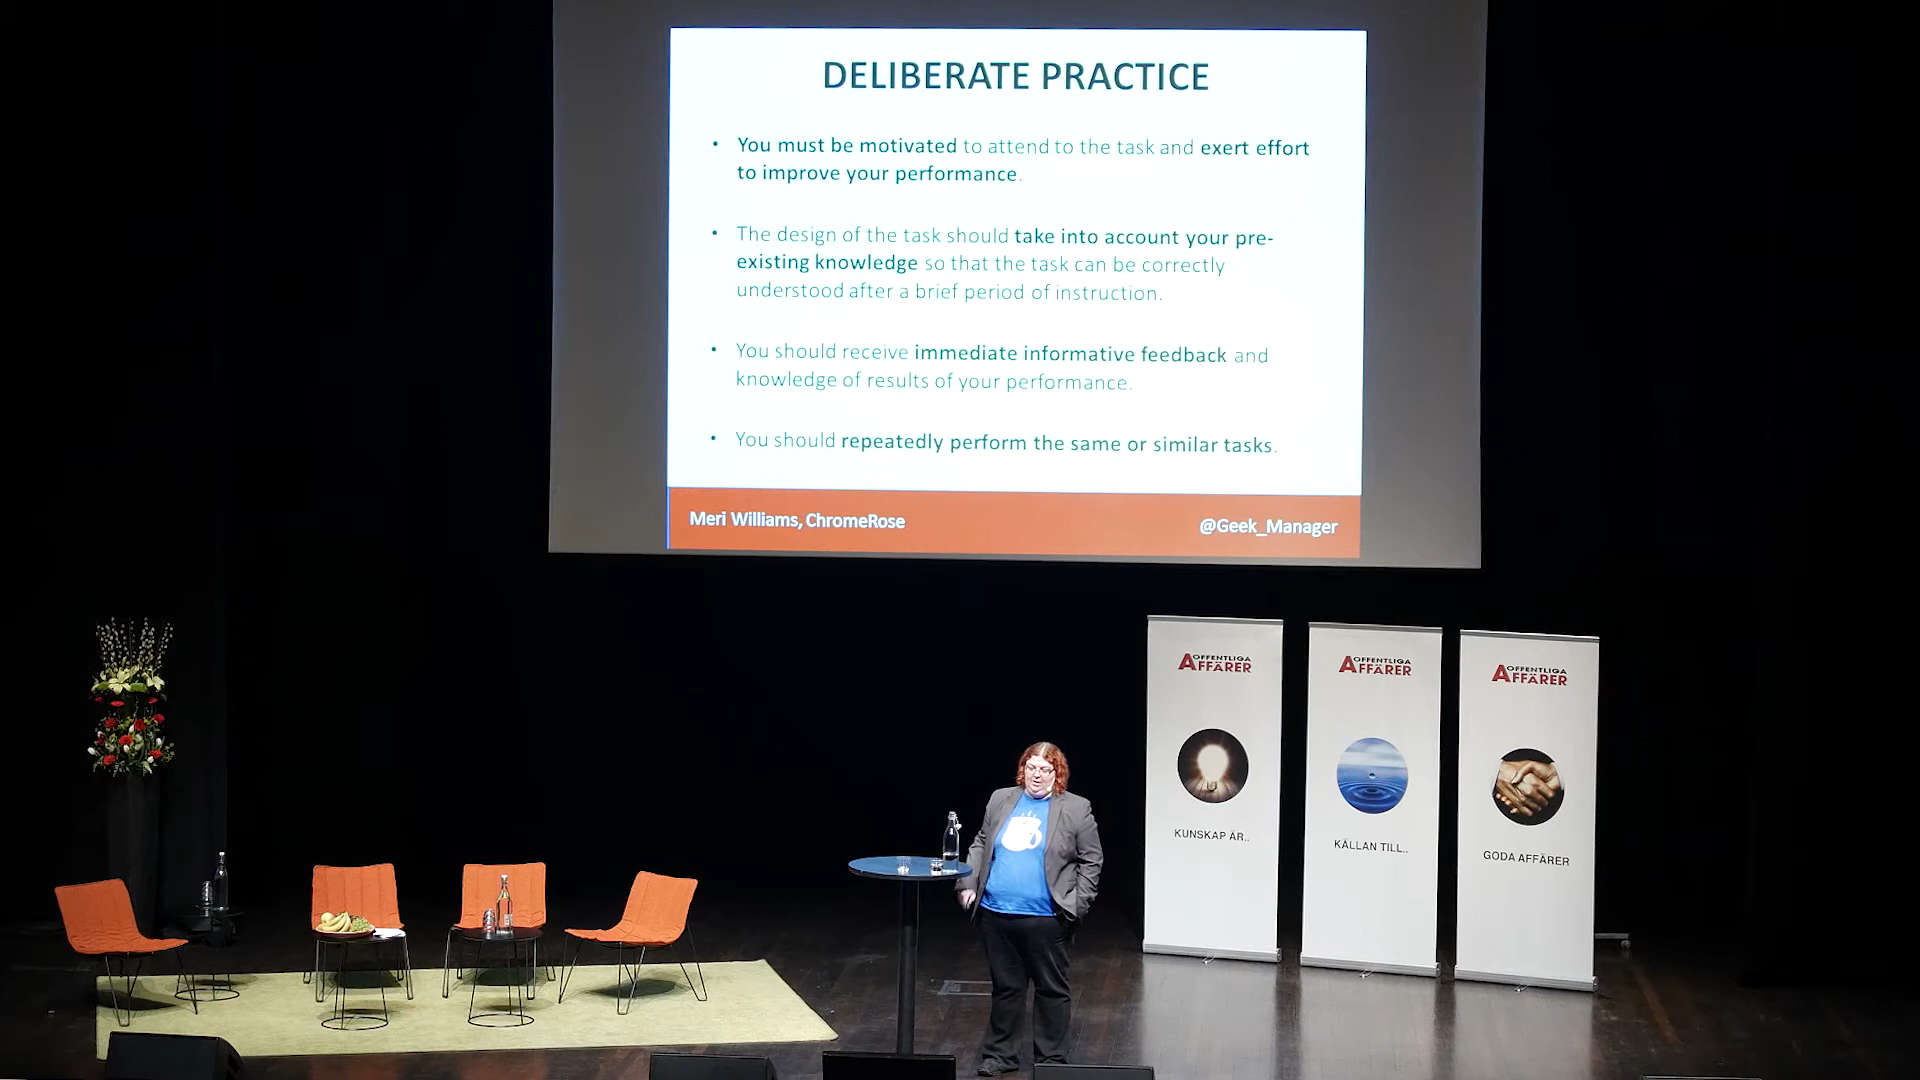 DELIBERATE PRACTICE
• You must be motivated to attend to the task and exert effort
to improve your performance.
• The design of the task should take into account your pre-
existing knowledge so that the task can be correctly
understood after a brief period of instruction.
• You should receive immediate informative feedback and
knowledge of results of your performance.
• You should repeatedly perform the same or similar tasks.
Meri Williams, ChromeRose
@Geek_Manager
OFFENTLIGA
AFFÄRER
KUNSKAP ÄR..
OFFENTLIGA
AFFÄRER
KÄLLAN TILL..
OFFENTLIGA
AFFÄRER
GODA AFFÄRER